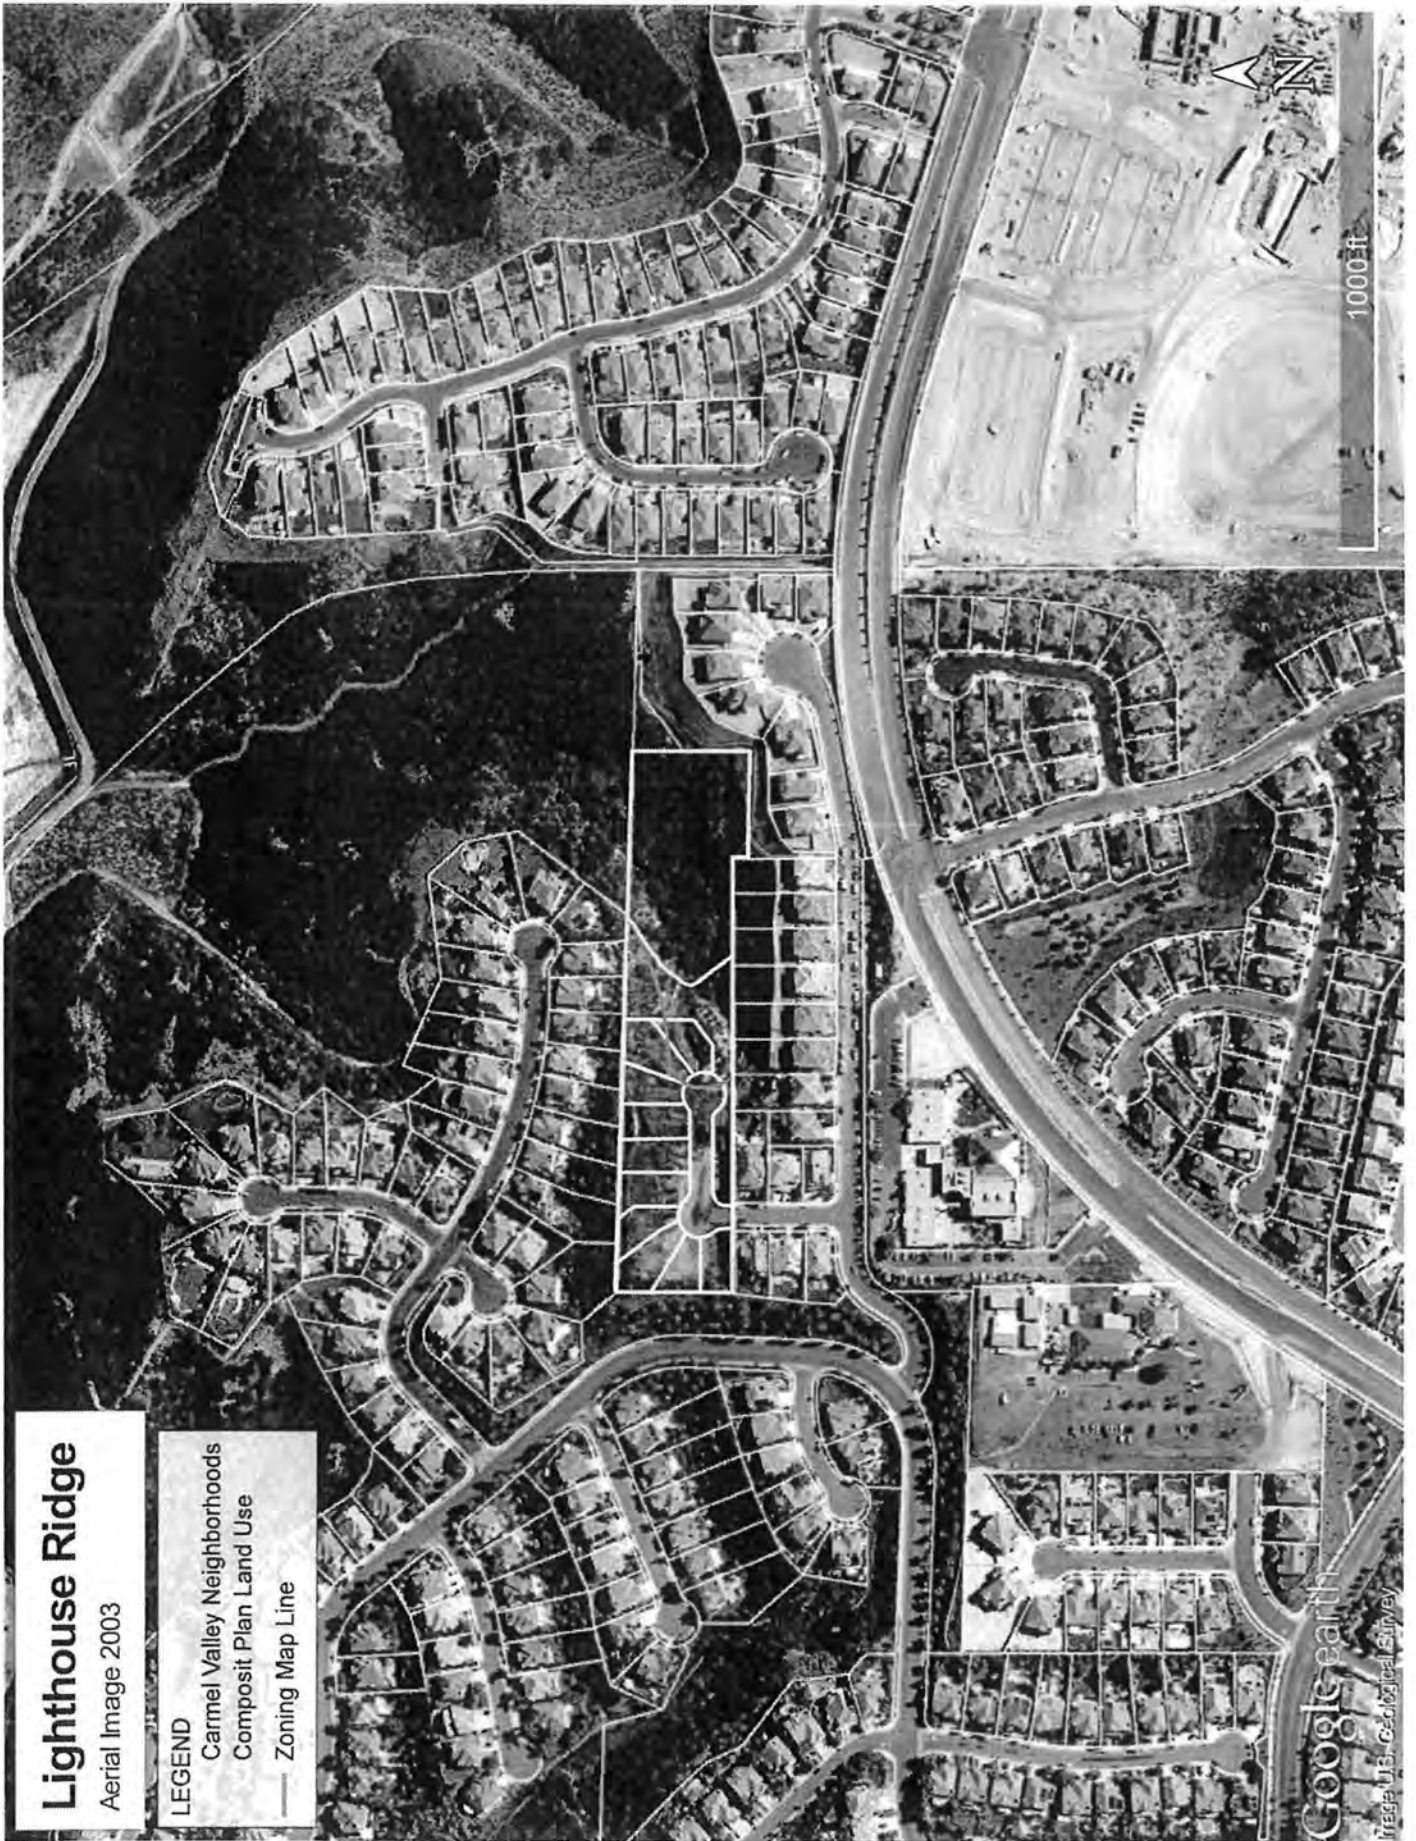 Lighthouse Ridge
Aerial Image 2003
LEGEND
Carmel Valley Neighborhoods
Composit Plan Land Use
Zoning Map Line
N
1000 ft
Google earth
Image U.S. Geological Survey